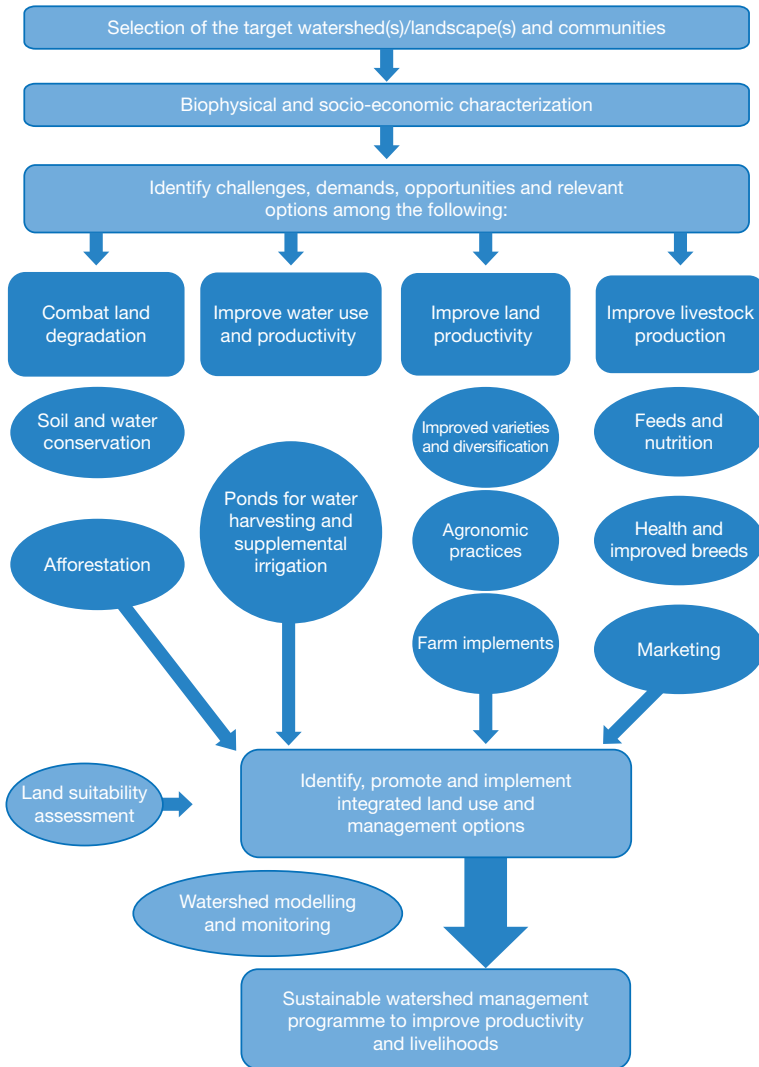 Selection of the target watershed(s)/landscape(s) and communities
Biophysical and socio-economic characterization
Identify challenges, demands, opportunities and relevant
options among the following:
Combat land
degradation
Improve water use
and productivity
Improve land
productivity
Improve livestock
production
Soil and water
conservation
Afforestation
Ponds for water
harvesting and
supplemental
irrigation
Improved varieties
and diversification
Agronomic
practices
Farm implements
Feeds and
nutrition
Health and
improved breeds
Marketing
Land suitability
assessment
Identify, promote and implement
integrated land use and
management options
Watershed modelling
and monitoring
Sustainable watershed management
programme to improve productivity
and livelihoods